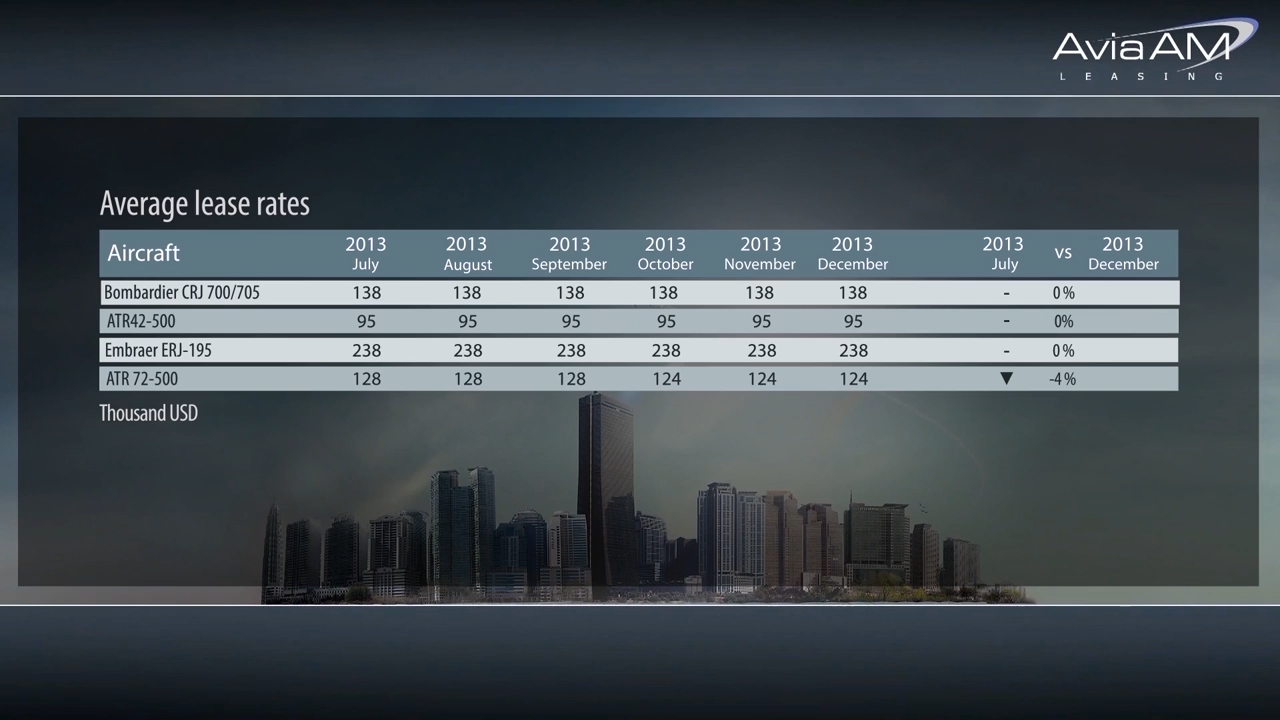 AviaAM
LEASING
Average lease rates
Aircraft 2013 July 2013 August 2013 September 2013 October 2013 November 2013 December 2013 July vs 2013 December
Bombardier CRJ 700/705 138 138 138 138 138 138 - 0%
ATR42-500 95 95 95 95 95 95 - 0%
Embraer ERJ-195 238 238 238 238 238 238 - 0%
ATR 72-500 128 128 128 124 124 124 ▼ -4%
Thousand USD